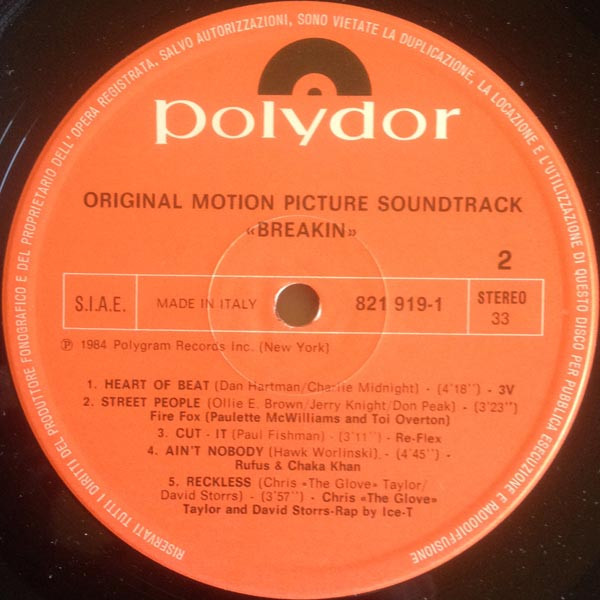 polydor
ORIGINAL MOTION PICTURE SOUNDTRACK
«BREAKIN»
2
S.I.A.E.
MADE IN ITALY
821 919-1
STEREO
33
℗ 1984 Polygram Records Inc. (New York)
1. HEART OF BEAT (Dan Hartman/Charlie Midnight) - (4'18'') - 3V
2. STREET PEOPLE (Ollie E. Brown/Jerry Knight/Don Peak) - (3'23'')
Fire Fox (Paulette McWilliams and Toi Overton)
3. CUT - IT (Paul Fishman) - (3'11'') - Re-Flex
4. AIN'T NOBODY (Hawk Worlinski) - (4'45'') -
Rufus & Chaka Khan
5. RECKLESS (Chris «The Glove» Taylor/
David Storrs) - (3'57'') - Chris «The Glove»
Taylor and David Storrs-Rap by Ice-T
RISERVATI TUTTI I DIRITTI DEL PRODUTTORE FONOGRAFICO E DEL PROPRIETARIO DELL'OPERA REGISTRATA, SALVO AUTORIZZAZIONI, SONO VIETATE LA DUPLICAZIONE, LA LOCAZIONE E L'UTILIZZAZIONE DI QUESTO DISCO PER PUBBLICA ESECUZIONE E RADIODIFFUSIONE